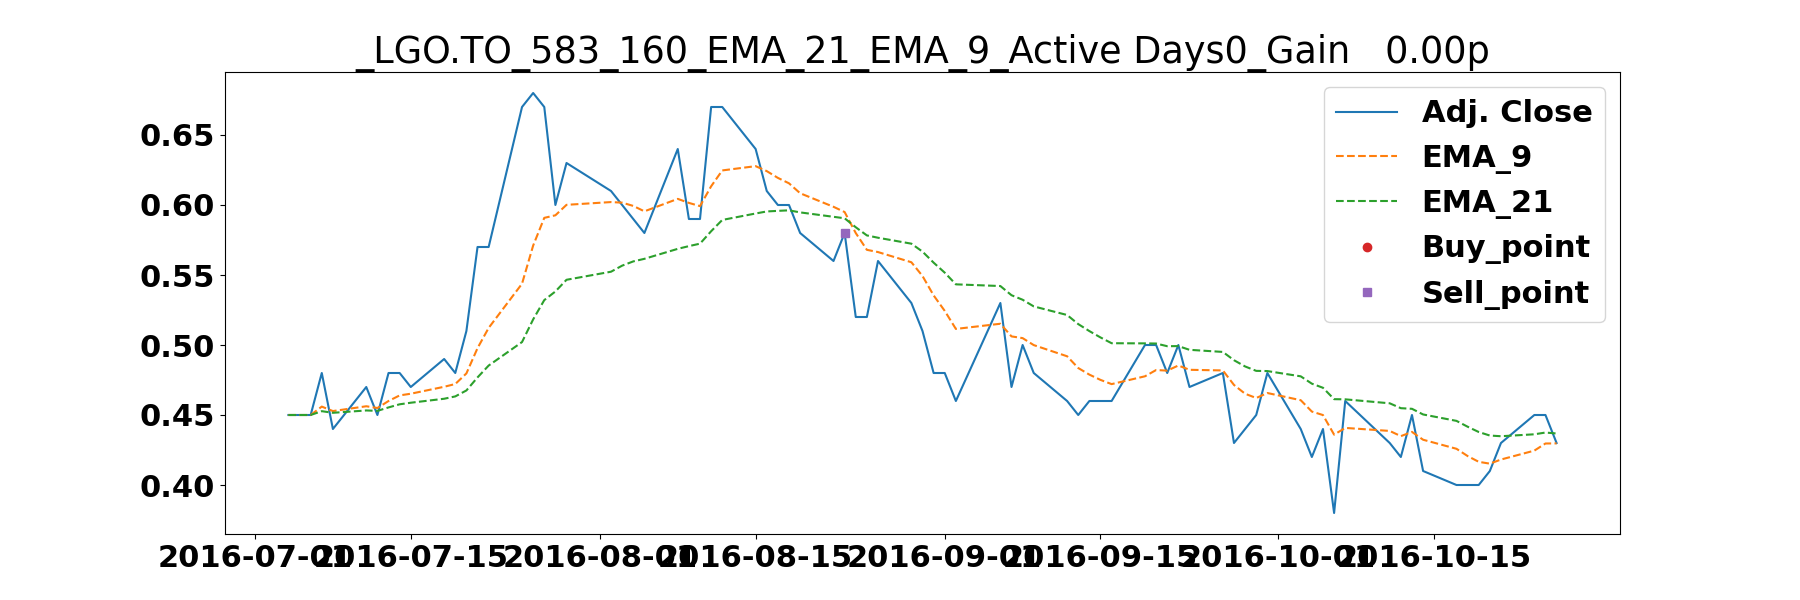 _LGO.TO_583_160_EMA_21_EMA_9_Active Days0_Gain   0.00p
0.65
0.60
0.55
0.50
0.45
0.40
Adj. Close
EMA_9
EMA_21
Buy_point
Sell_point
2016-07-01 2016-07-15 2016-08-01 2016-08-15 2016-09-01 2016-09-15 2016-10-01 2016-10-15